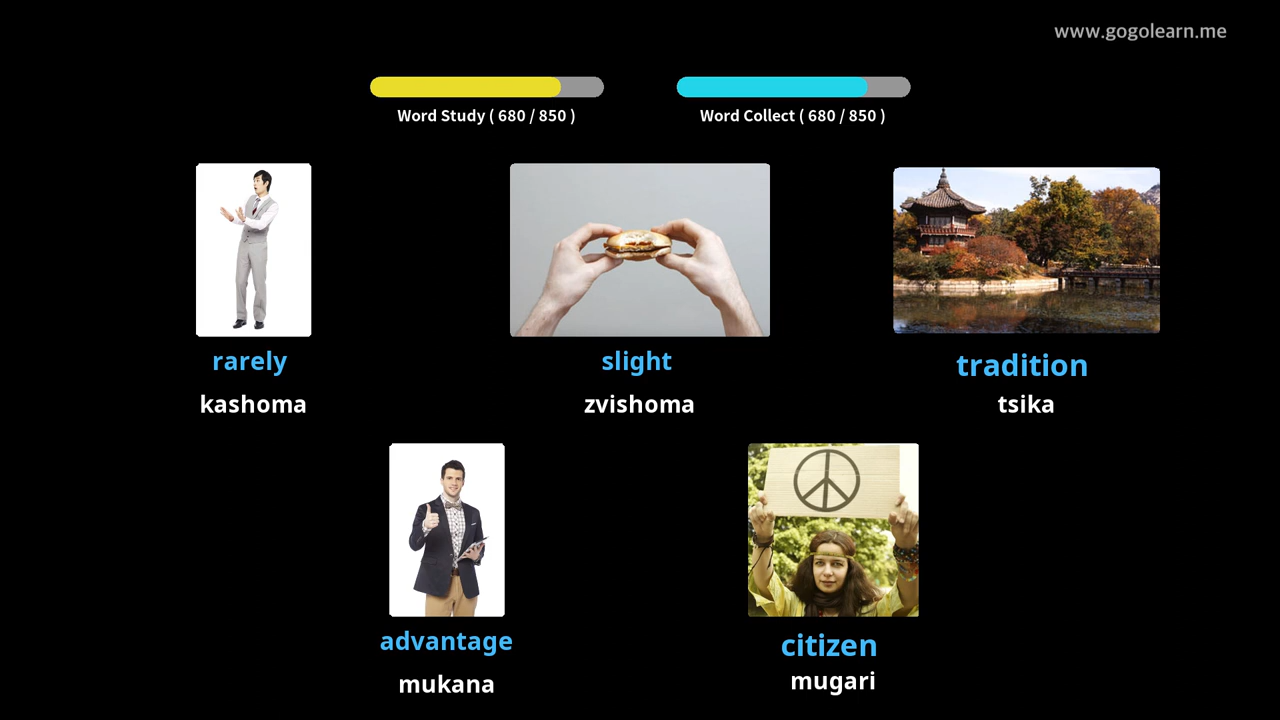 www.gogolearn.me
Word Study ( 680 / 850 )
Word Collect ( 680 / 850 )
rarely
kashoma
slight
zvishoma
tradition
tsika
advantage
mukana
citizen
mugari